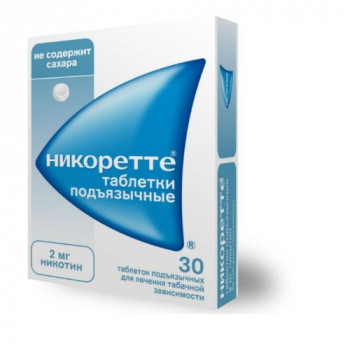 не содержит
сахара
никоретте®
таблетки
подъязычные
®
2 мг
никотин
30
таблеток подъязычных
для лечения табачной
зависимости